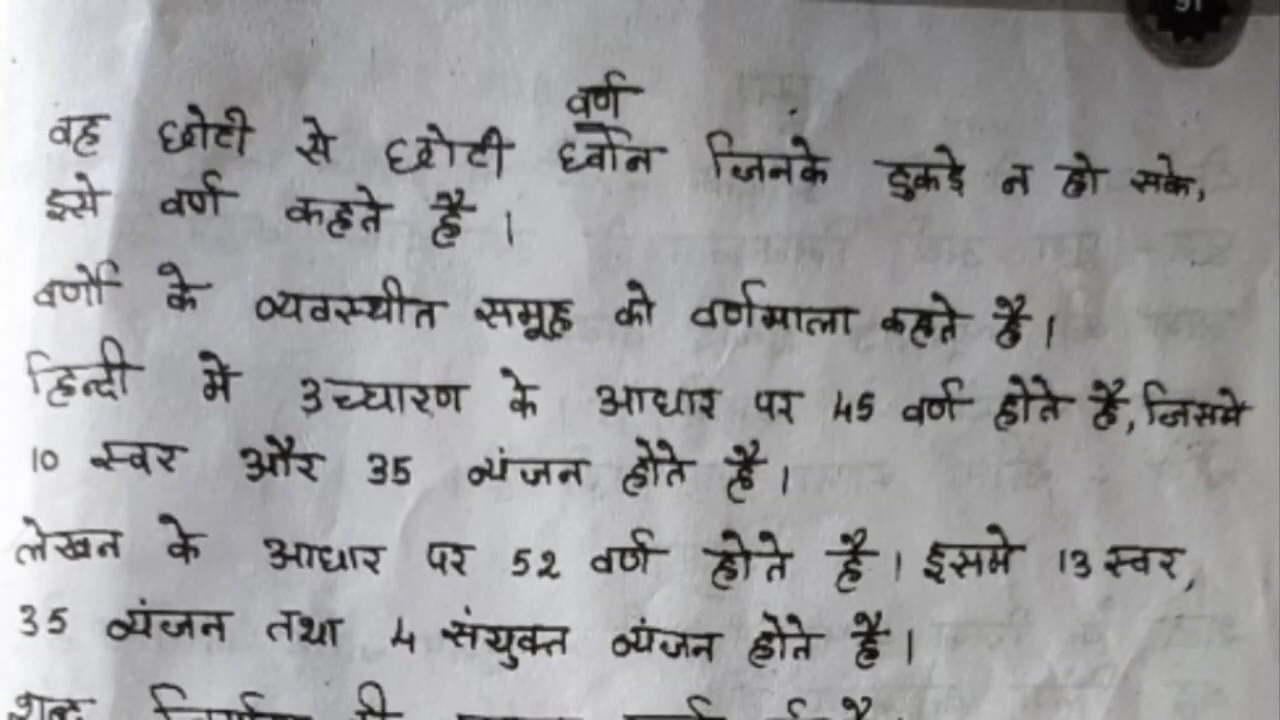 वर्ण
वह छोटी से छोटी ध्वनि जिनके टुकडे न हो सके,
इसे वर्ण कहते है।
वर्णो के व्यवस्थीत समूह को वर्णमाला कहते है।
हिन्दी मे उच्चारण के आधार पर 45 वर्ण होते है, जिसमे
10 स्वर और 35 व्यंजन होते है।
लेखन के आधार पर 52 वर्ण होते है। इसमे 13 स्वर,
35 व्यंजन तथा 4 संयुक्त व्यंजन होते है।
शब्द